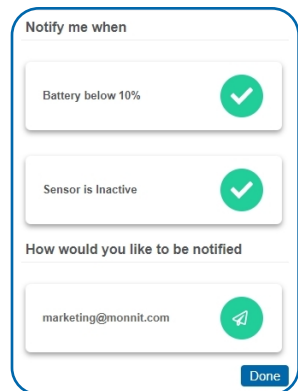 Notify me when
Battery below 10%
Sensor is Inactive
How would you like to be notified
marketing@monnit.com
Done